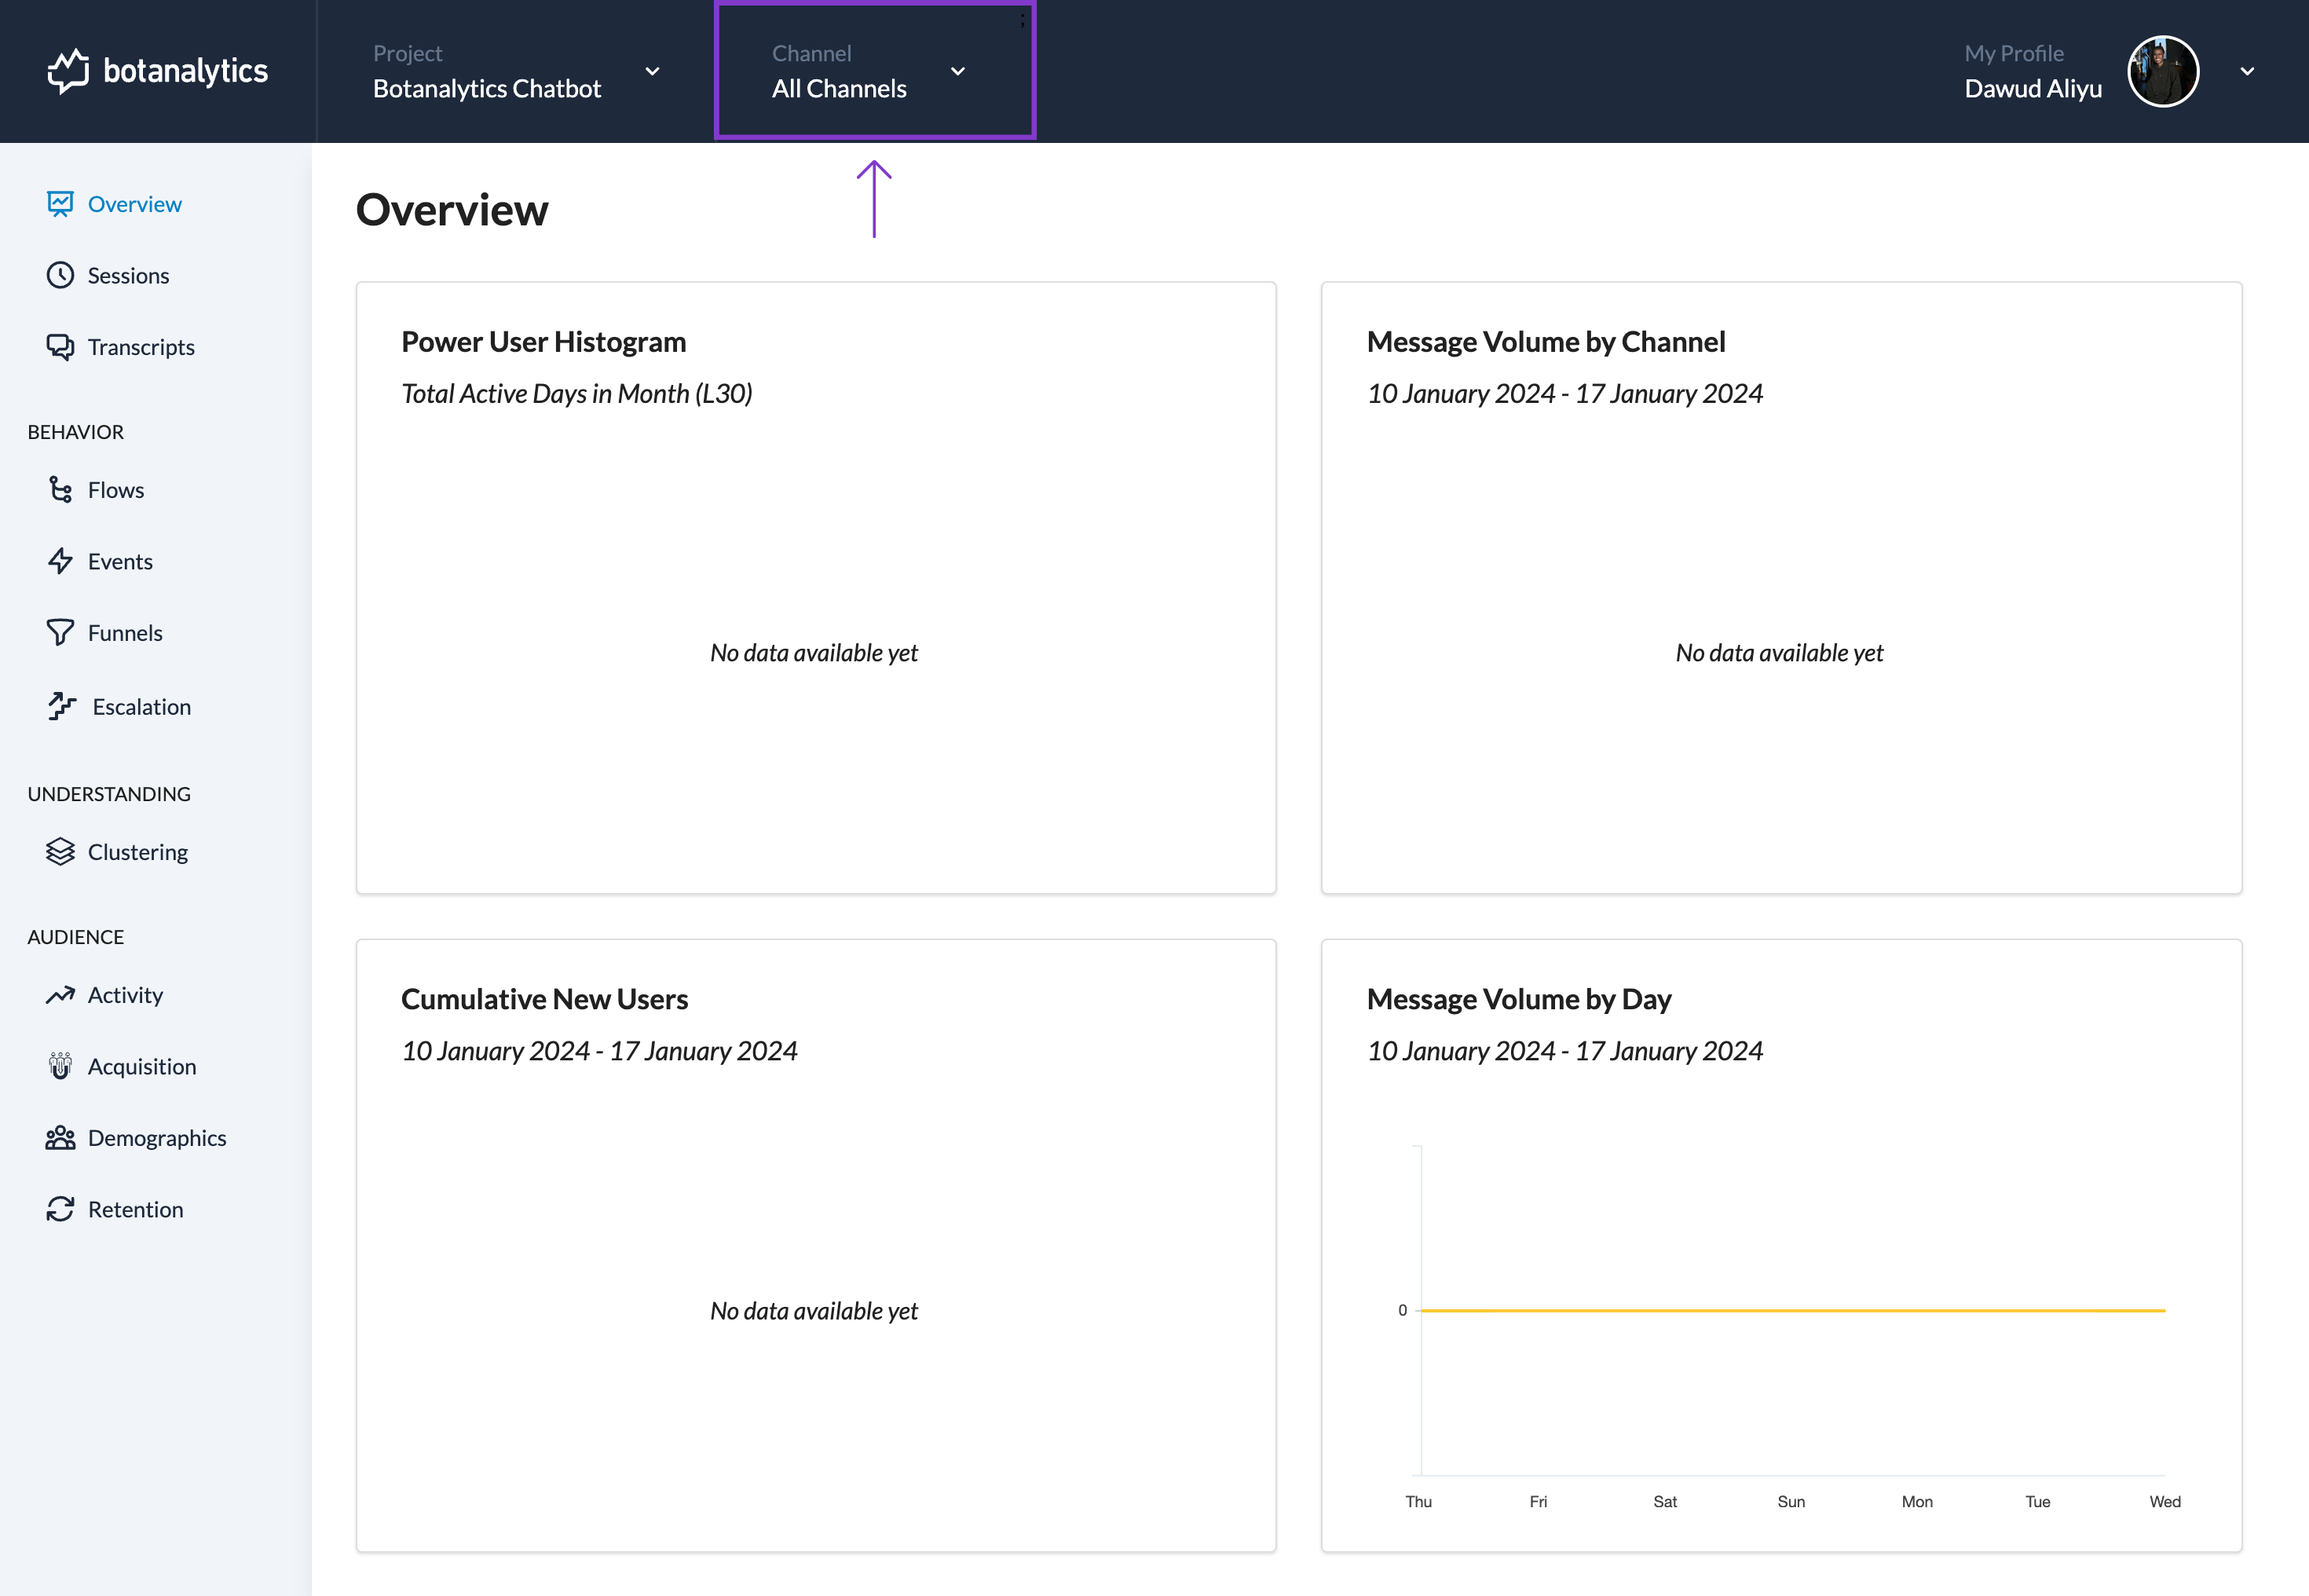 botanalytics
Project
Botanalytics Chatbot
Channel
All Channels
;
My Profile
Dawud Aliyu
Overview
Sessions
Transcripts
BEHAVIOR
Flows
Events
Funnels
Escalation
UNDERSTANDING
Clustering
AUDIENCE
Activity
Acquisition
Demographics
Retention
Overview
Power User Histogram
Total Active Days in Month (L30)
No data available yet
Message Volume by Channel
10 January 2024 - 17 January 2024
No data available yet
Cumulative New Users
10 January 2024 - 17 January 2024
No data available yet
Message Volume by Day
10 January 2024 - 17 January 2024
0
Thu Fri Sat Sun Mon Tue Wed